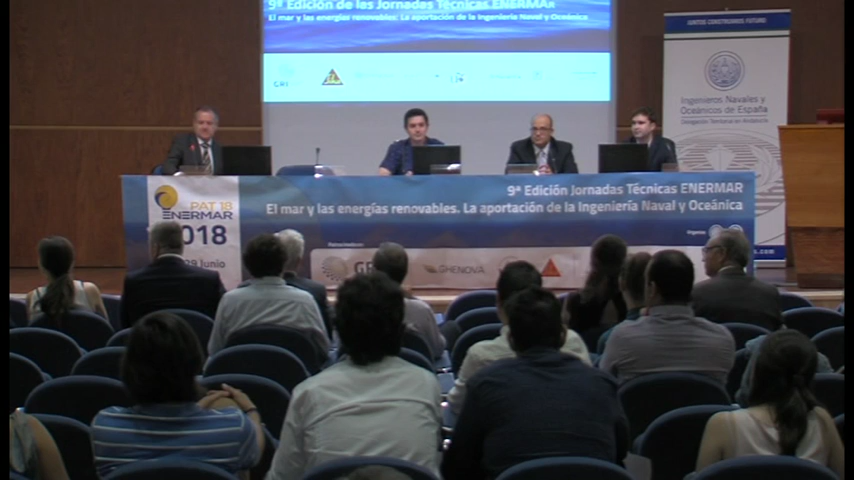 9ª Edición de las Jornadas Técnicas ENERMAR
El mar y las energías renovables. La aportación de la Ingeniería Naval y Oceánica
JUNTOS CONSTRUIMOS FUTURO
Ingenieros Navales y
Oceánicos de España
Delegación Territorial en Andalucía
PAT 18
ENERMAR
2018
29 Junio
9ª Edición Jornadas Técnicas ENERMAR
El mar y las energías renovables. La aportación de la Ingeniería Naval y Oceánica
GHENOVA